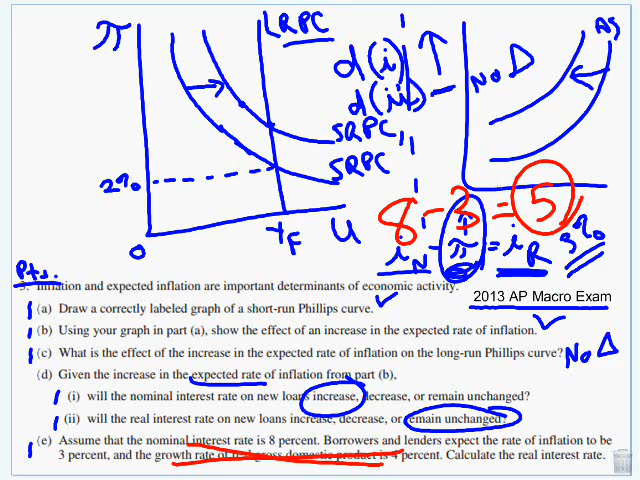 π
LRPC
d(i) ↑
d(ii) – No Δ
AS
SRPC₁
SRPC
2%
0
YF
U
8 - 3 = 5
iN - π = iR
5%
Pts.
2013 AP Macro Exam
3. Inflation and expected inflation are important determinants of economic activity.
1 (a) Draw a correctly labeled graph of a short-run Phillips curve. ✓
1 (b) Using your graph in part (a), show the effect of an increase in the expected rate of inflation. ✓
1 (c) What is the effect of the increase in the expected rate of inflation on the long-run Phillips curve? No Δ
(d) Given the increase in the expected rate of inflation from part (b),
1 (i) will the nominal interest rate on new loans increase, decrease, or remain unchanged?
1 (ii) will the real interest rate on new loans increase, decrease, or remain unchanged?
1 (e) Assume that the nominal interest rate is 8 percent. Borrowers and lenders expect the rate of inflation to be
3 percent, and the growth rate of real gross domestic product is 4 percent. Calculate the real interest rate.